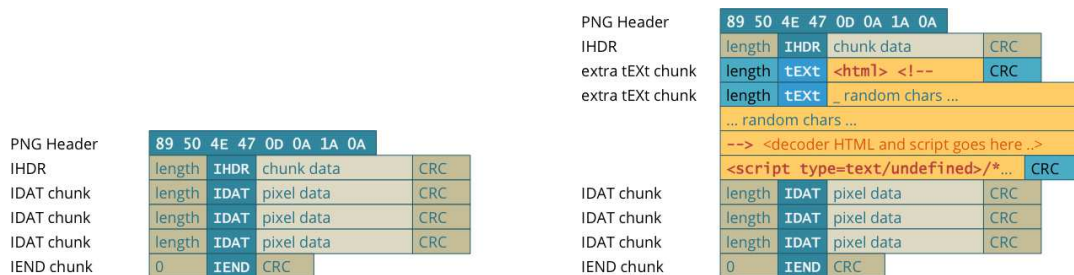 PNG Header 89 50 4E 47 0D 0A 1A 0A
IHDR length IHDR chunk data CRC
IDAT chunk length IDAT pixel data CRC
IDAT chunk length IDAT pixel data CRC
IDAT chunk length IDAT pixel data CRC
IEND chunk 0 IEND CRC
PNG Header 89 50 4E 47 0D 0A 1A 0A
IHDR length IHDR chunk data CRC
extra tEXt chunk length tEXt <html> <!-- CRC
extra tEXt chunk length tEXt _ random chars ...
... random chars ...
--> <decoder HTML and script goes here ..>
<script type=text/undefined>/*... CRC
IDAT chunk length IDAT pixel data CRC
IDAT chunk length IDAT pixel data CRC
IDAT chunk length IDAT pixel data CRC
IEND chunk 0 IEND CRC